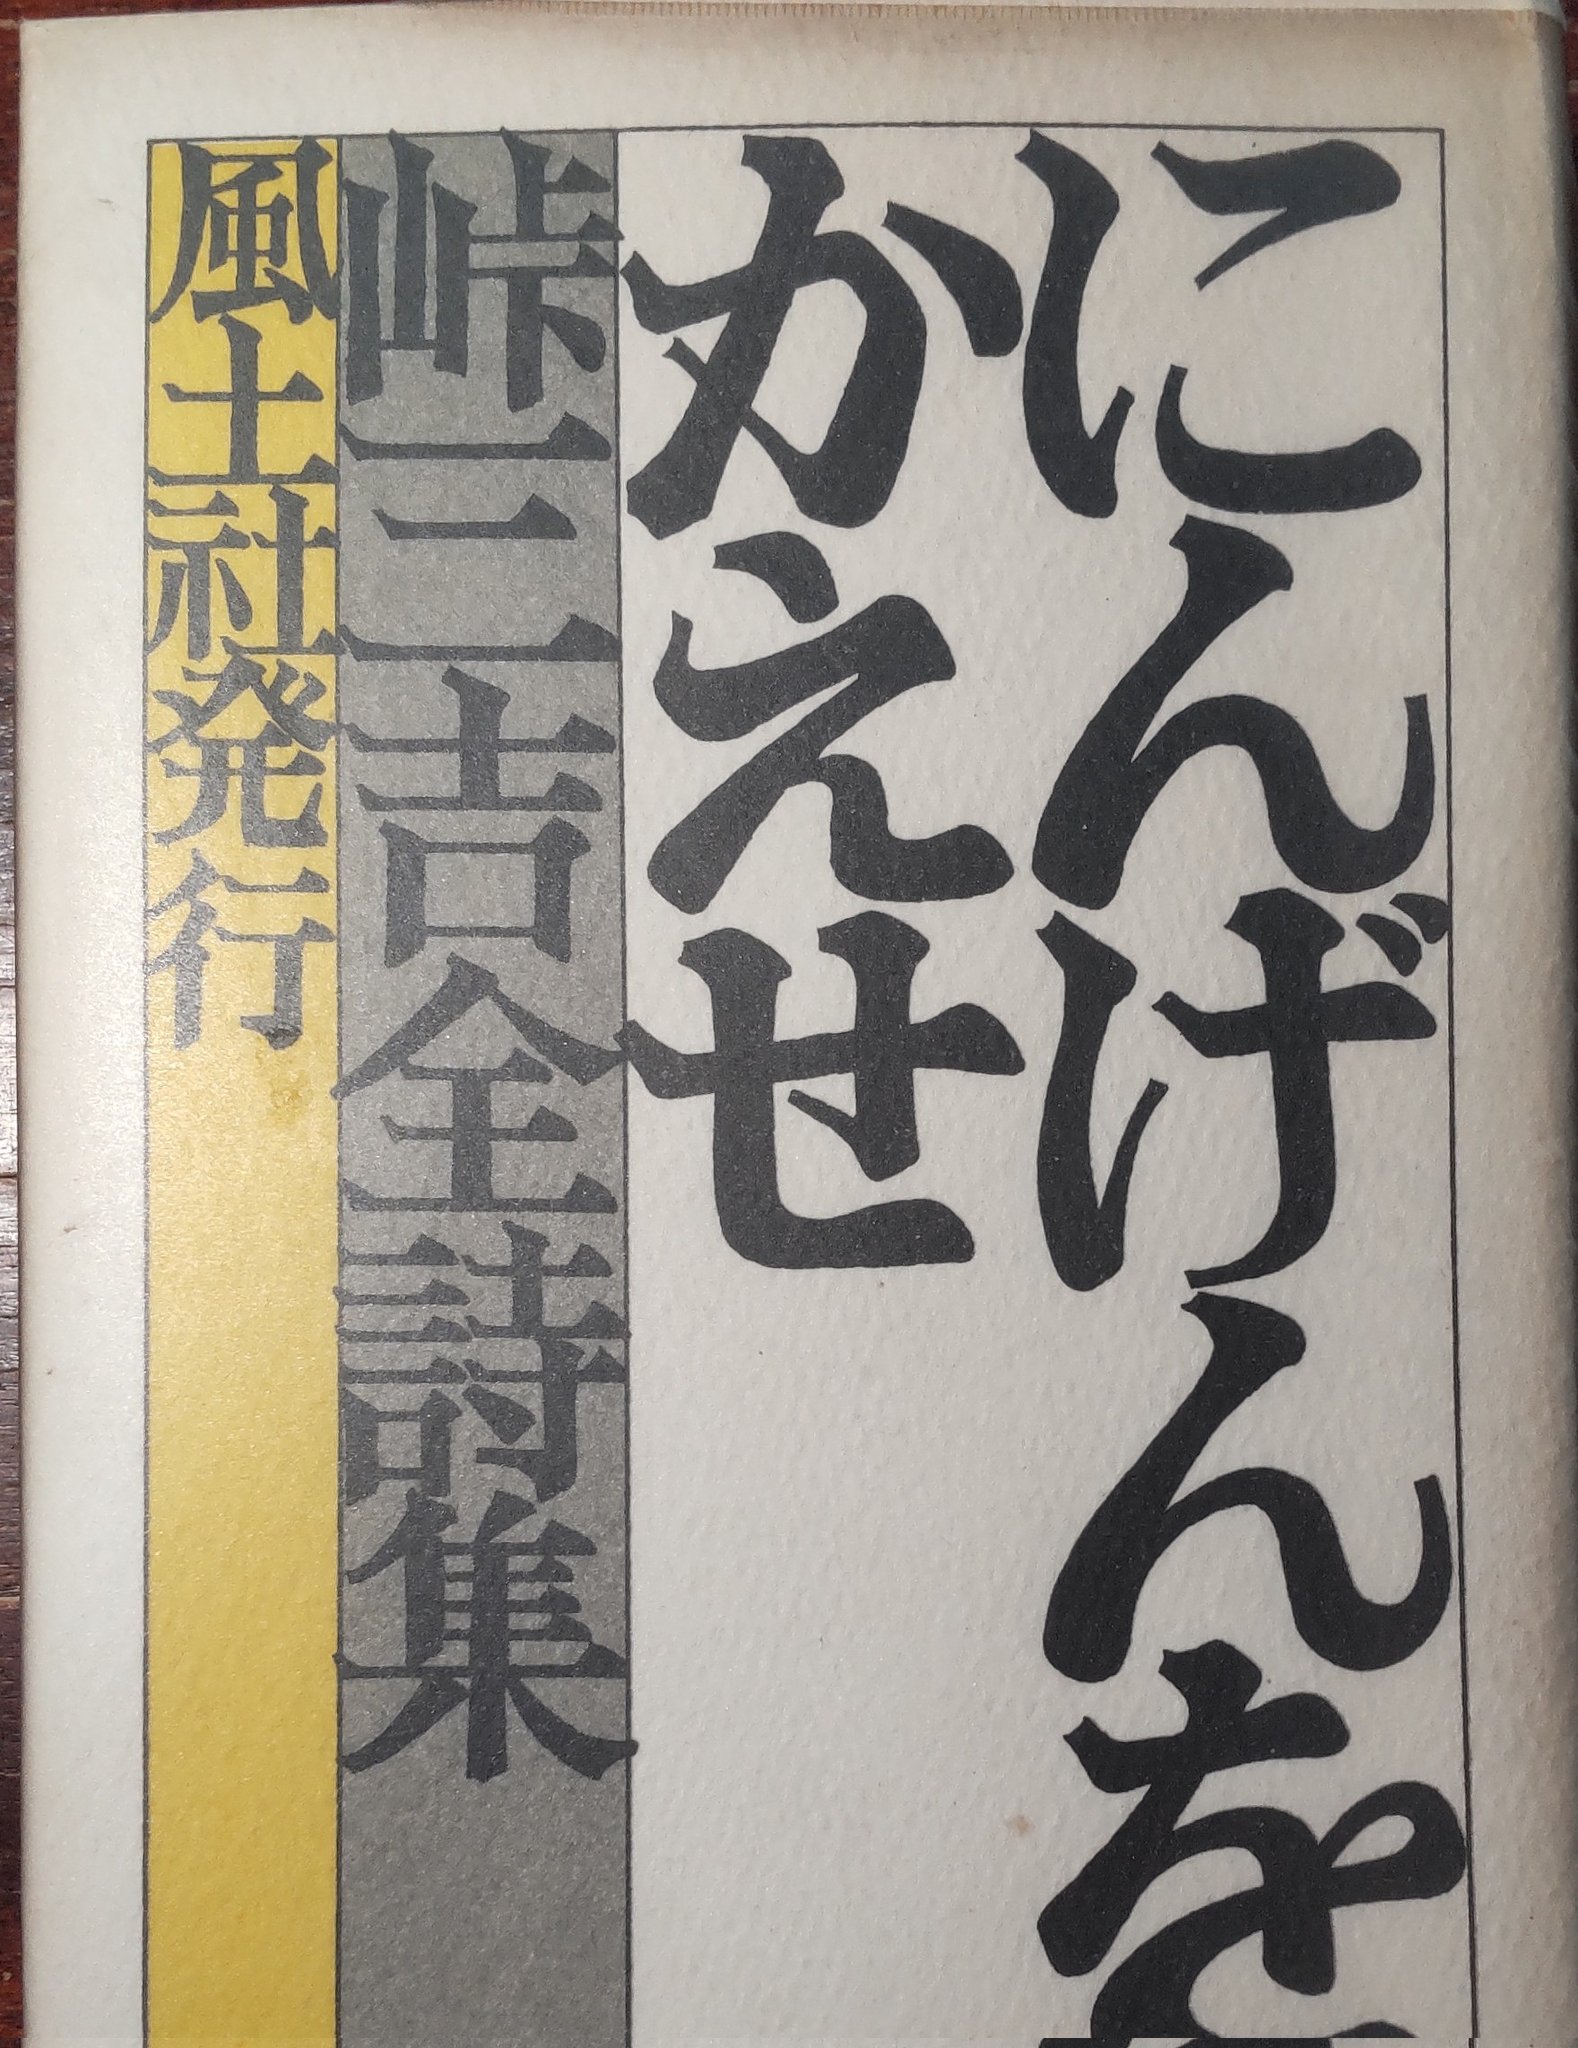 にんげんを
かえせ
峠三吉全詩集
風土社発行